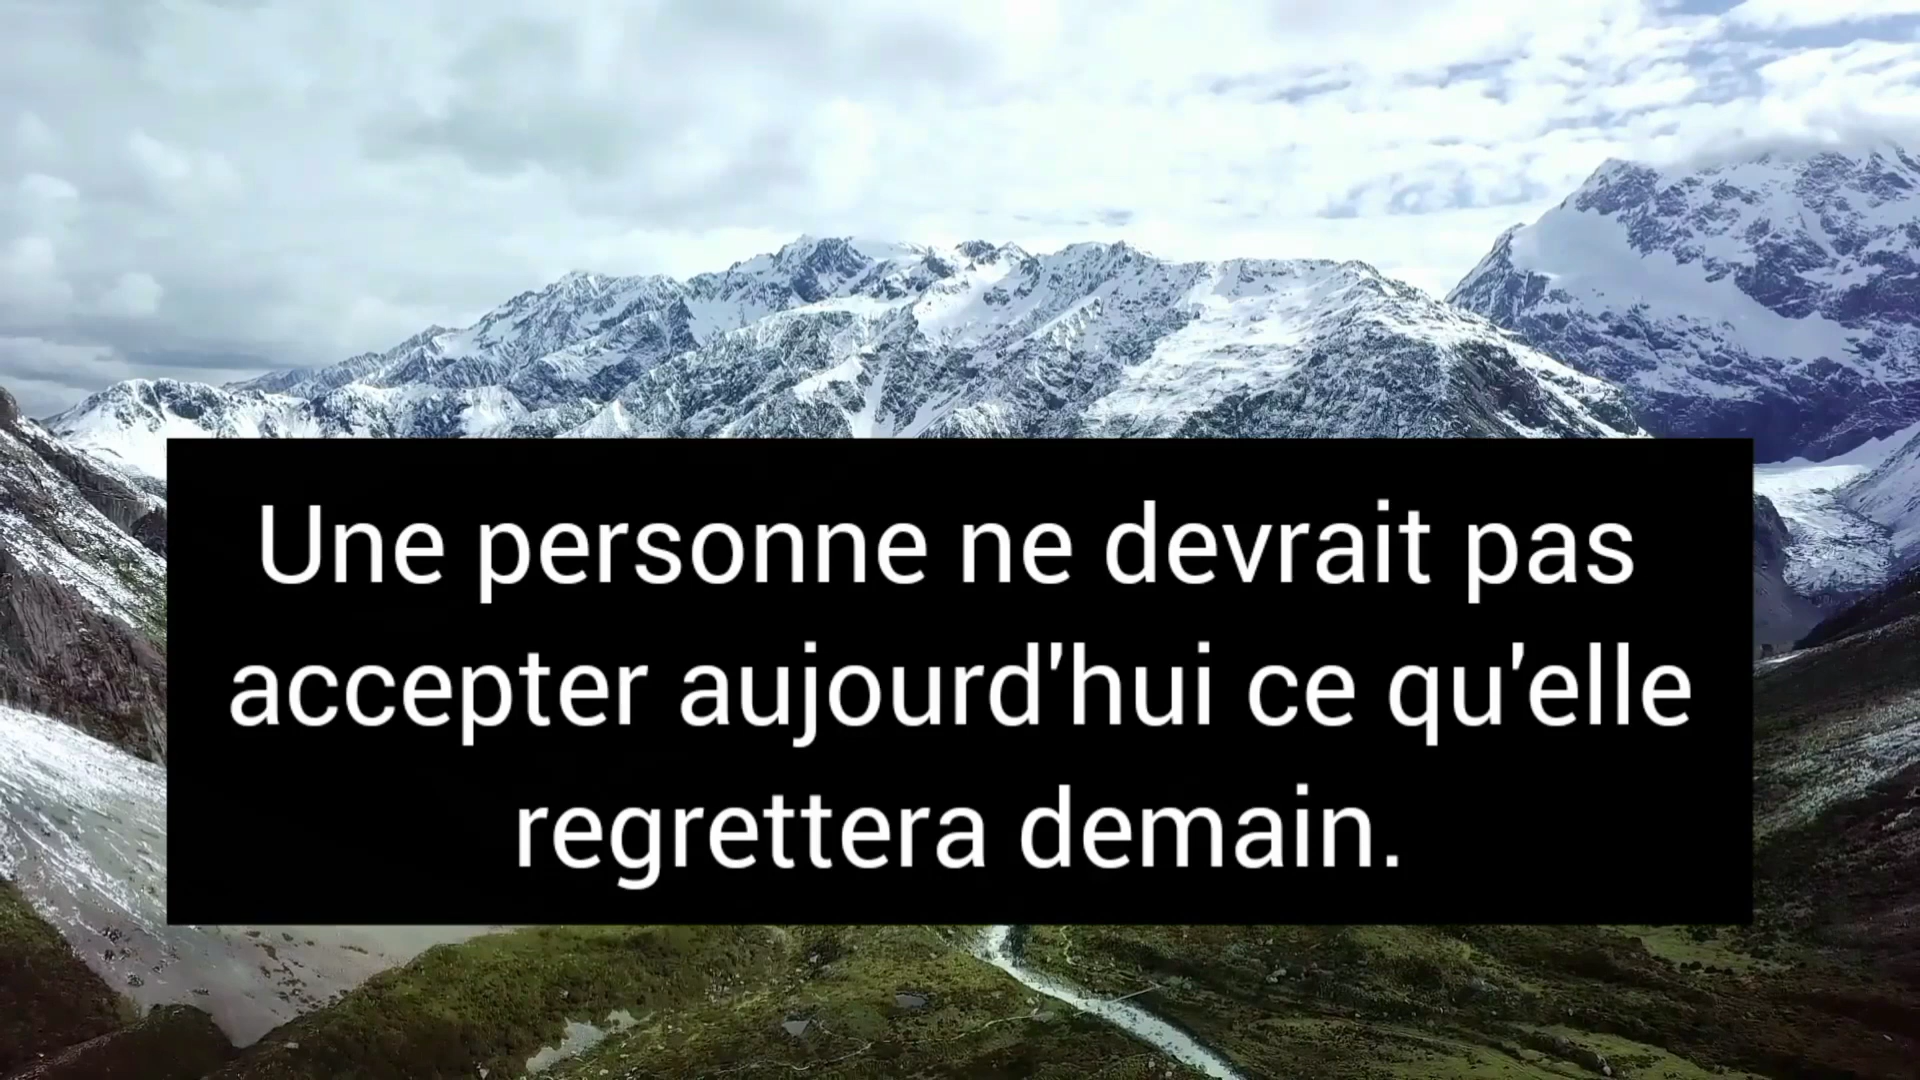 Une personne ne devrait pas
accepter aujourd'hui ce qu'elle
regrettera demain.